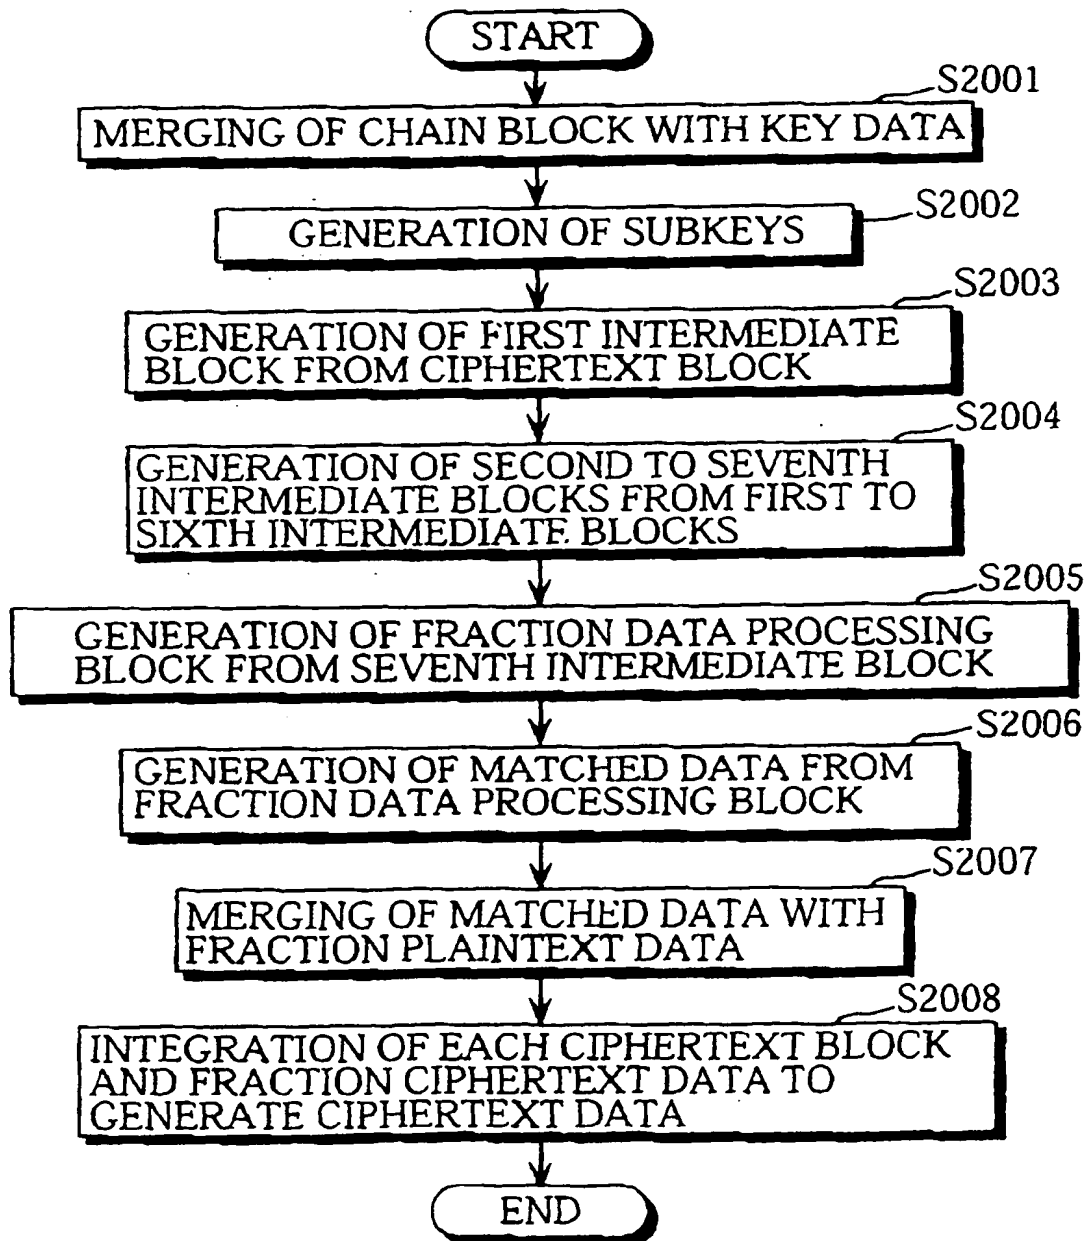 START
S2001
MERGING OF CHAIN BLOCK WITH KEY DATA
S2002
GENERATION OF SUBKEYS
S2003
GENERATION OF FIRST INTERMEDIATE
BLOCK FROM CIPHERTEXT BLOCK
S2004
GENERATION OF SECOND TO SEVENTH
INTERMEDIATE BLOCKS FROM FIRST TO
SIXTH INTERMEDIATE BLOCKS
S2005
GENERATION OF FRACTION DATA PROCESSING
BLOCK FROM SEVENTH INTERMEDIATE BLOCK
S2006
GENERATION OF MATCHED DATA FROM
FRACTION DATA PROCESSING BLOCK
S2007
MERGING OF MATCHED DATA WITH
FRACTION PLAINTEXT DATA
S2008
INTEGRATION OF EACH CIPHERTEXT BLOCK
AND FRACTION CIPHERTEXT DATA TO
GENERATE CIPHERTEXT DATA
END